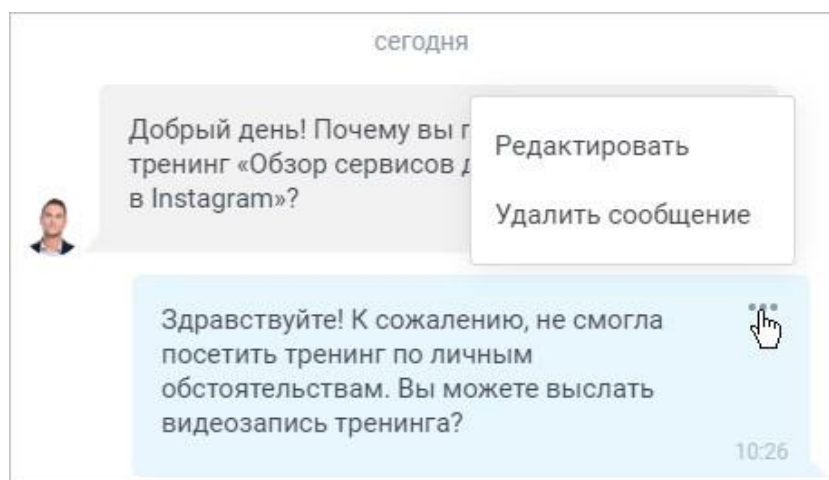 сегодня
Добрый день! Почему вы
тренинг «Обзор сервисов
в Instagram»?
Редактировать
Удалить сообщение
Здравствуйте! К сожалению, не смогла
посетить тренинг по личным
обстоятельствам. Вы можете выслать
видеозапись тренинга?
10:26